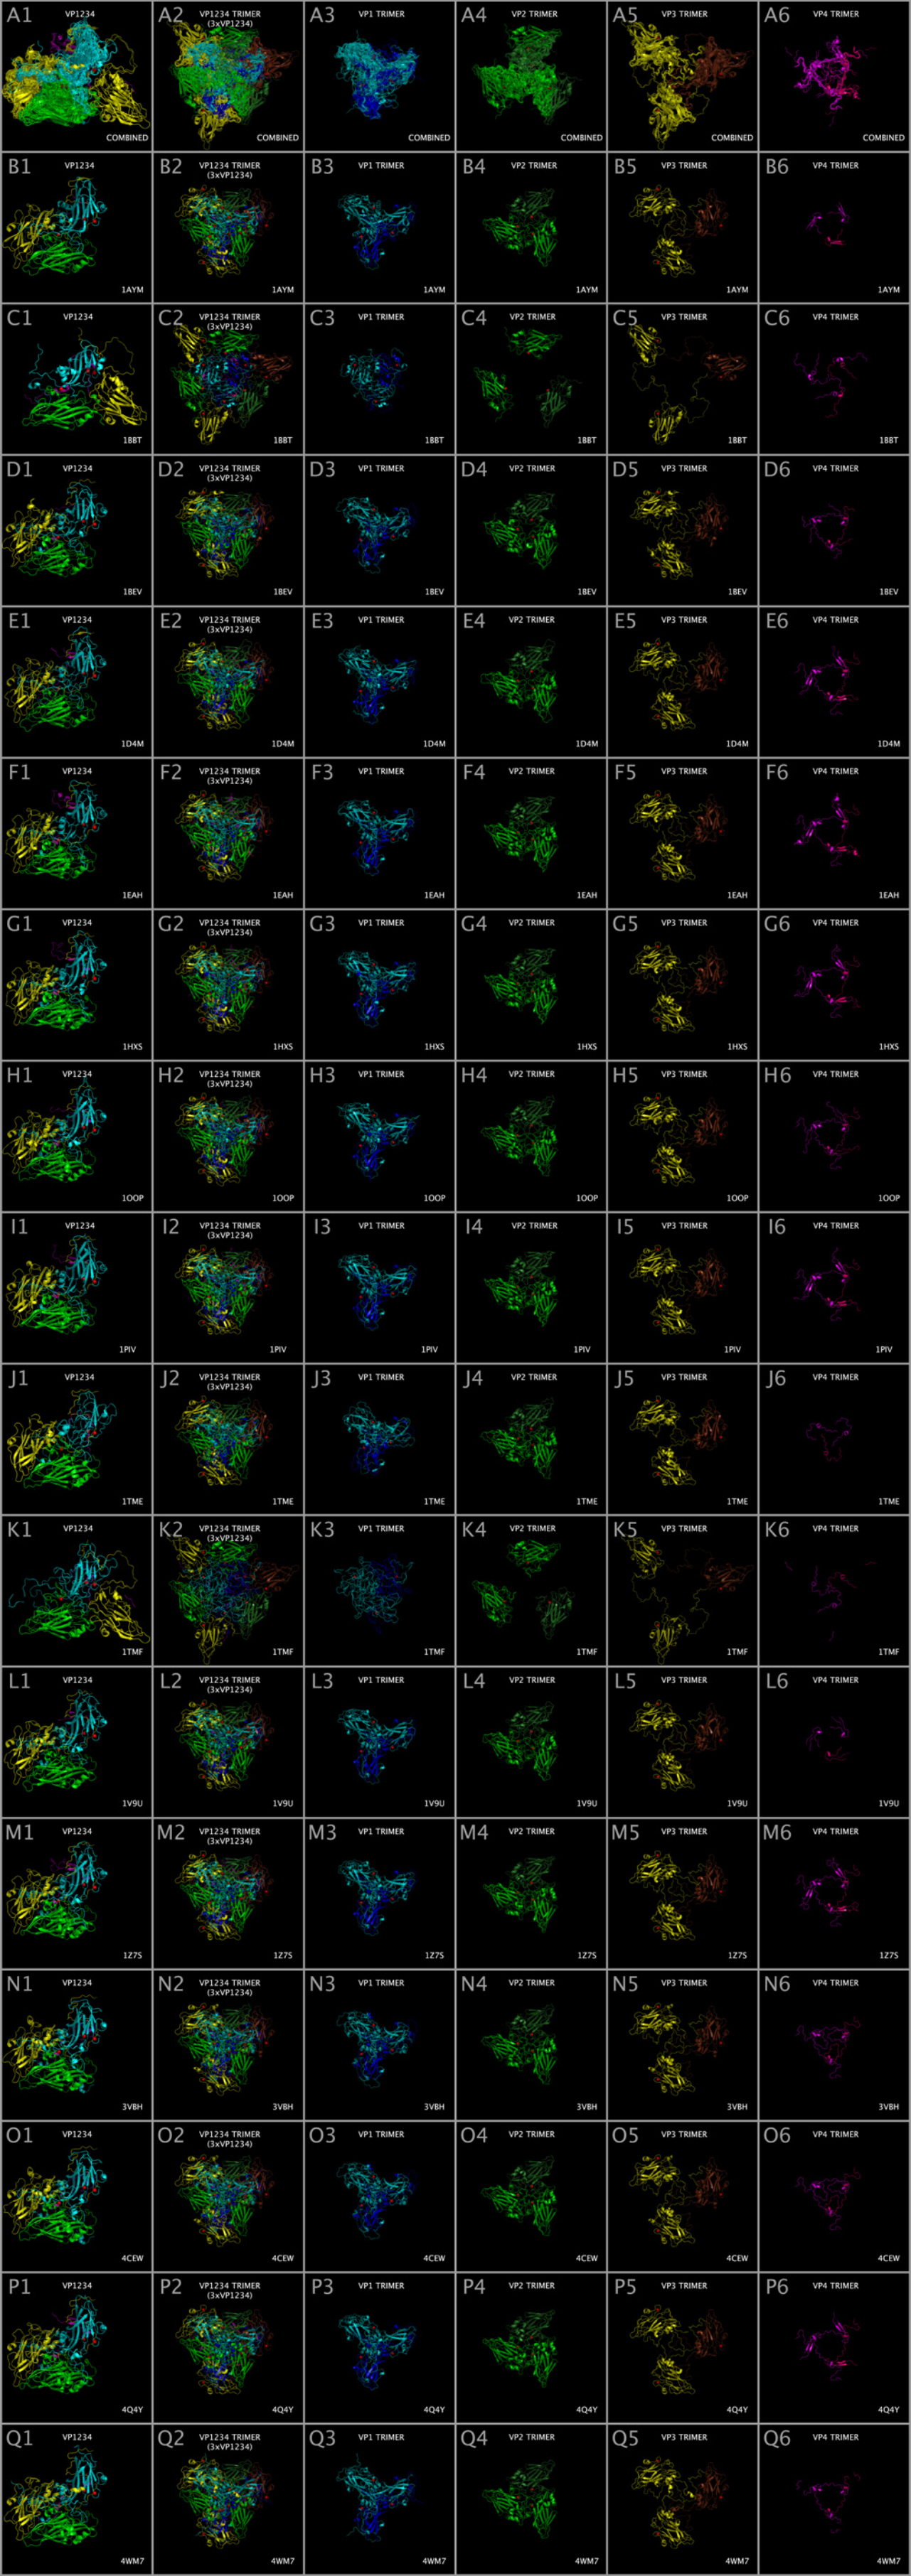 A1 VP1234 A2 VP1234 TRIMER A3 VP1 TRIMER A4 VP2 TRIMER A5 VP3 TRIMER A6 VP4 TRIMER
(3xVP1234)
COMBINED COMBINED COMBINED COMBINED COMBINED COMBINED
B1 VP1234 B2 VP1234 TRIMER B3 VP1 TRIMER B4 VP2 TRIMER B5 VP3 TRIMER B6 VP4 TRIMER
(3xVP1234)
1AYM 1AYM 1AYM 1AYM 1AYM 1AYM
C1 VP1234 C2 VP1234 TRIMER C3 VP1 TRIMER C4 VP2 TRIMER C5 VP3 TRIMER C6 VP4 TRIMER
(3xVP1234)
1BBT 1BBT 1BBT 1BBT 1BBT 1BBT
D1 VP1234 D2 VP1234 TRIMER D3 VP1 TRIMER D4 VP2 TRIMER D5 VP3 TRIMER D6 VP4 TRIMER
(3xVP1234)
1BEV 1BEV 1BEV 1BEV 1BEV 1BEV
E1 VP1234 E2 VP1234 TRIMER E3 VP1 TRIMER E4 VP2 TRIMER E5 VP3 TRIMER E6 VP4 TRIMER
(3xVP1234)
1D4M 1D4M 1D4M 1D4M 1D4M 1D4M
F1 VP1234 F2 VP1234 TRIMER F3 VP1 TRIMER F4 VP2 TRIMER F5 VP3 TRIMER F6 VP4 TRIMER
(3xVP1234)
1EAH 1EAH 1EAH 1EAH 1EAH 1EAH
G1 VP1234 G2 VP1234 TRIMER G3 VP1 TRIMER G4 VP2 TRIMER G5 VP3 TRIMER G6 VP4 TRIMER
(3xVP1234)
1HXS 1HXS 1HXS 1HXS 1HXS 1HXS
H1 VP1234 H2 VP1234 TRIMER H3 VP1 TRIMER H4 VP2 TRIMER H5 VP3 TRIMER H6 VP4 TRIMER
(3xVP1234)
1OOP 1OOP 1OOP 1OOP 1OOP 1OOP
I1 VP1234 I2 VP1234 TRIMER I3 VP1 TRIMER I4 VP2 TRIMER I5 VP3 TRIMER I6 VP4 TRIMER
(3xVP1234)
1PIV 1PIV 1PIV 1PIV 1PIV 1PIV
J1 VP1234 J2 VP1234 TRIMER J3 VP1 TRIMER J4 VP2 TRIMER J5 VP3 TRIMER J6 VP4 TRIMER
(3xVP1234)
1TME 1TME 1TME 1TME 1TME 1TME
K1 VP1234 K2 VP1234 TRIMER K3 VP1 TRIMER K4 VP2 TRIMER K5 VP3 TRIMER K6 VP4 TRIMER
(3xVP1234)
1TMF 1TMF 1TMF 1TMF 1TMF 1TMF
L1 VP1234 L2 VP1234 TRIMER L3 VP1 TRIMER L4 VP2 TRIMER L5 VP3 TRIMER L6 VP4 TRIMER
(3xVP1234)
1V9U 1V9U 1V9U 1V9U 1V9U 1V9U
M1 VP1234 M2 VP1234 TRIMER M3 VP1 TRIMER M4 VP2 TRIMER M5 VP3 TRIMER M6 VP4 TRIMER
(3xVP1234)
1Z7S 1Z7S 1Z7S 1Z7S 1Z7S 1Z7S
N1 VP1234 N2 VP1234 TRIMER N3 VP1 TRIMER N4 VP2 TRIMER N5 VP3 TRIMER N6 VP4 TRIMER
(3xVP1234)
3VBH 3VBH 3VBH 3VBH 3VBH 3VBH
O1 VP1234 O2 VP1234 TRIMER O3 VP1 TRIMER O4 VP2 TRIMER O5 VP3 TRIMER O6 VP4 TRIMER
(3xVP1234)
4CEW 4CEW 4CEW 4CEW 4CEW 4CEW
P1 VP1234 P2 VP1234 TRIMER P3 VP1 TRIMER P4 VP2 TRIMER P5 VP3 TRIMER P6 VP4 TRIMER
(3xVP1234)
4Q4Y 4Q4Y 4Q4Y 4Q4Y 4Q4Y 4Q4Y
Q1 VP1234 Q2 VP1234 TRIMER Q3 VP1 TRIMER Q4 VP2 TRIMER Q5 VP3 TRIMER Q6 VP4 TRIMER
(3xVP1234)
4WM7 4WM7 4WM7 4WM7 4WM7 4WM7